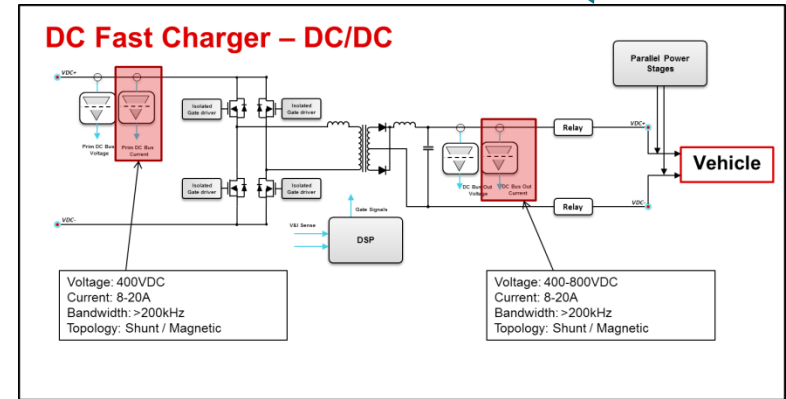 DC Fast Charger – DC/DC
VDC+
Prim DC Bus
Voltage
Prim DC Bus
Current
Isolated
Gate driver
Isolated
Gate driver
Isolated
Gate driver
Isolated
Gate driver
VDC-
V&I Sense
Gate Signals
DSP
DC Bus Out
Voltage
DC Bus Out
Current
Relay
Relay
VDC+
VDC-
Parallel Power
Stages
Vehicle
Voltage: 400VDC
Current: 8-20A
Bandwidth: >200kHz
Topology: Shunt / Magnetic
Voltage: 400-800VDC
Current: 8-20A
Bandwidth: >200kHz
Topology: Shunt / Magnetic